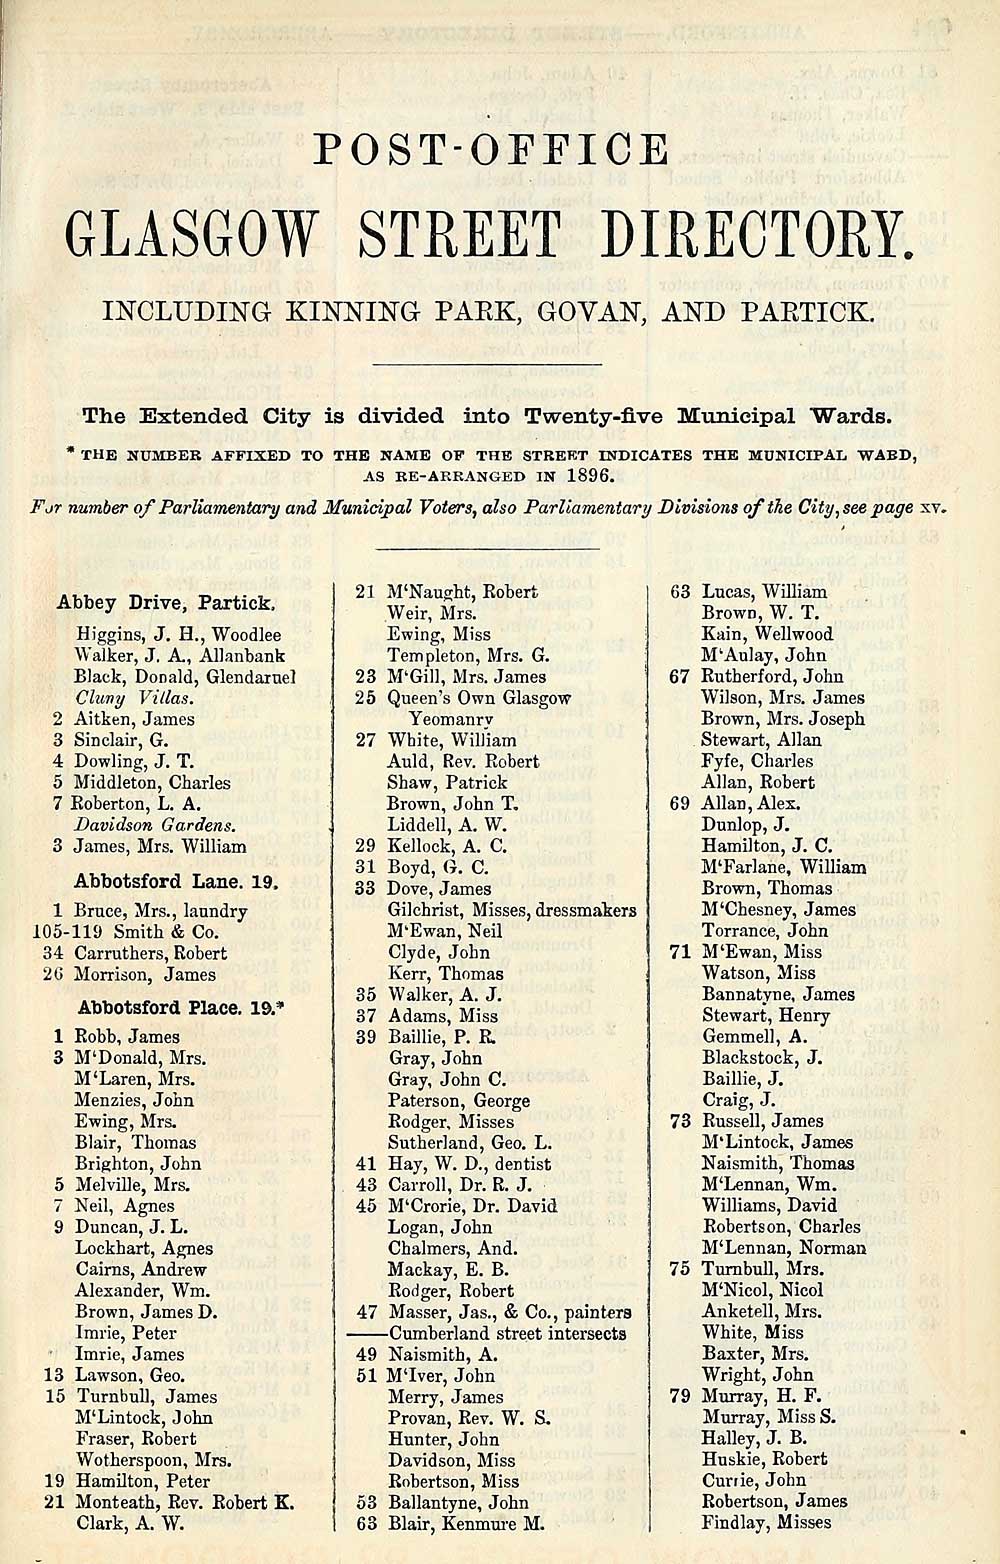 POST-OFFICE
GLASGOW STREET DIRECTORY.
INCLUDING KINNING PARK, GOVAN, AND PARTICK.
The Extended City is divided into Twenty-five Municipal Wards.
* THE NUMBER AFFIXED TO THE NAME OF THE STREET INDICATES THE MUNICIPAL WARD,
AS RE-ARRANGED IN 1896.
For number of Parliamentary and Municipal Voters, also Parliamentary Divisions of the City, see page xv.
Abbey Drive, Partick.
Higgins, J. H., Woodlee
Walker, J. A., Allanbank
Black, Donald, Glendaruel
Cluny Villas.
2 Aitken, James
3 Sinclair, G.
4 Dowling, J. T.
5 Middleton, Charles
7 Roberton, L. A.
Davidson Gardens.
3 James, Mrs. William
Abbotsford Lane. 19.
1 Bruce, Mrs., laundry
105-119 Smith & Co.
34 Carruthers, Robert
26 Morrison, James
Abbotsford Place. 19.*
1 Robb, James
3 M'Donald, Mrs.
M'Laren, Mrs.
Menzies, John
Ewing, Mrs.
Blair, Thomas
Brighton, John
5 Melville, Mrs.
7 Neil, Agnes
9 Duncan, J. L.
Lockhart, Agnes
Cairns, Andrew
Alexander, Wm.
Brown, James D.
Imrie, Peter
Imrie, James
13 Lawson, Geo.
15 Turnbull, James
M'Lintock, John
Fraser, Robert
Wotherspoon, Mrs.
19 Hamilton, Peter
21 Monteath, Rev. Robert K.
Clark, A. W.
21 M'Naught, Robert
Weir, Mrs.
Ewing, Miss
Templeton, Mrs. G.
23 M'Gill, Mrs. James
25 Queen's Own Glasgow
Yeomanry
27 White, William
Auld, Rev. Robert
Shaw, Patrick
Brown, John T.
Liddell, A. W.
29 Kellock, A. C.
31 Boyd, G. C.
33 Dove, James
Gilchrist, Misses, dressmakers
M'Ewan, Neil
Clyde, John
Kerr, Thomas
35 Walker, A. J.
37 Adams, Miss
39 Baillie, P. R.
Gray, John
Gray, John C.
Paterson, George
Rodger, Misses
Sutherland, Geo. L.
41 Hay, W. D., dentist
43 Carroll, Dr. R. J.
45 M'Crorie, Dr. David
Logan, John
Chalmers, And.
Mackay, E. B.
Rodger, Robert
47 Masser, Jas., & Co., painters
——Cumberland street intersects
49 Naismith, A.
51 M'Iver, John
Merry, James
Provan, Rev. W. S.
Hunter, John
Davidson, Miss
Robertson, Miss
53 Ballantyne, John
63 Blair, Kenmure M.
63 Lucas, William
Brown, W. T.
Kain, Wellwood
M'Aulay, John
67 Rutherford, John
Wilson, Mrs. James
Brown, Mrs. Joseph
Stewart, Allan
Fyfe, Charles
Allan, Robert
69 Allan, Alex.
Dunlop, J.
Hamilton, J. C.
M'Farlane, William
Brown, Thomas
M'Chesney, James
Torrance, John
71 M'Ewan, Miss
Watson, Miss
Bannatyne, James
Stewart, Henry
Gemmell, A.
Blackstock, J.
Baillie, J.
Craig, J.
73 Russell, James
M'Lintock, James
Naismith, Thomas
M'Lennan, Wm.
Williams, David
Robertson, Charles
M'Lennan, Norman
75 Turnbull, Mrs.
M'Nicol, Nicol
Anketell, Mrs.
White, Miss
Baxter, Mrs.
Wright, John
79 Murray, H. F.
Murray, Miss S.
Halley, J. B.
Huskie, Robert
Currie, John
Robertson, James
Findlay, Misses